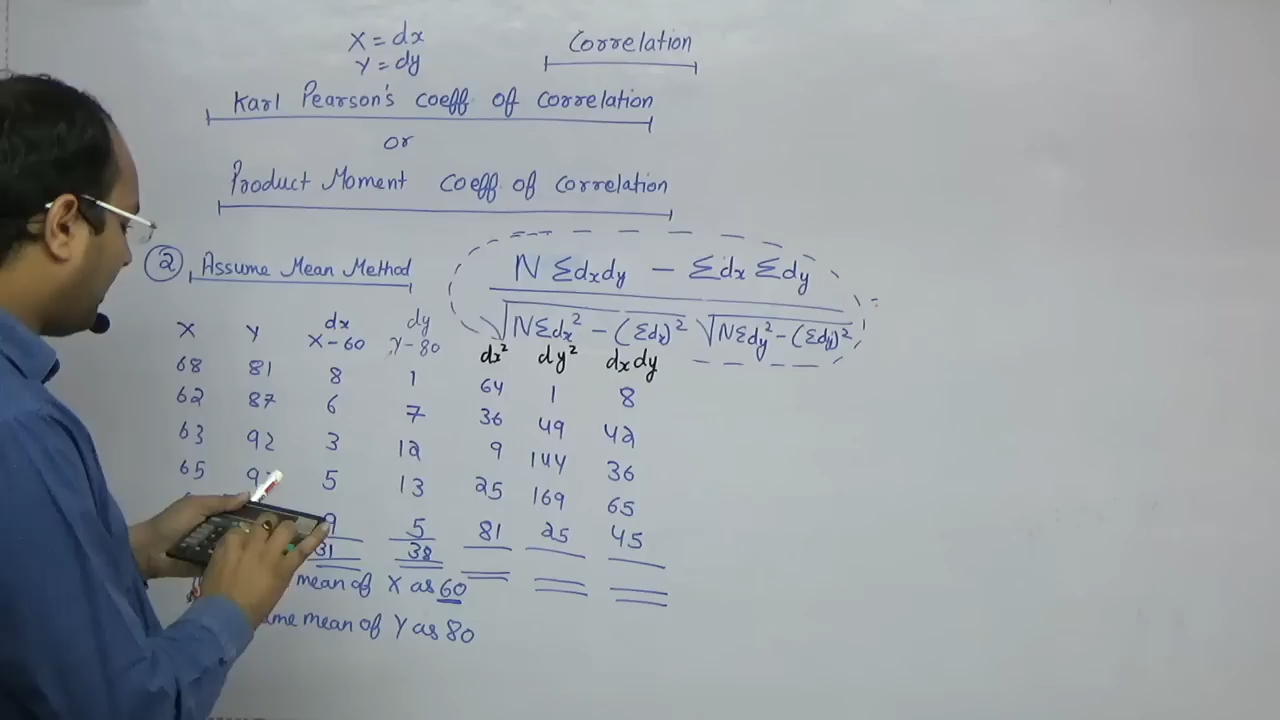 X = dx
Y = dy
Correlation
Karl Pearson's coeff of correlation
or
Product Moment coeff of correlation
② Assume Mean Method
N Σdxdy − Σdx Σdy
√NΣdx² − (Σdx)² √NΣdy² − (Σdy)²
X Y dx X−60 dy Y−80 dx² dy² dxdy
68 81 8 1 64 1 8
62 87 6 7 36 49 42
63 92 3 12 9 144 36
65 5 13 25 169 65
9 5 81 25 45
31 38
mean of X as 60
mean of Y as 80